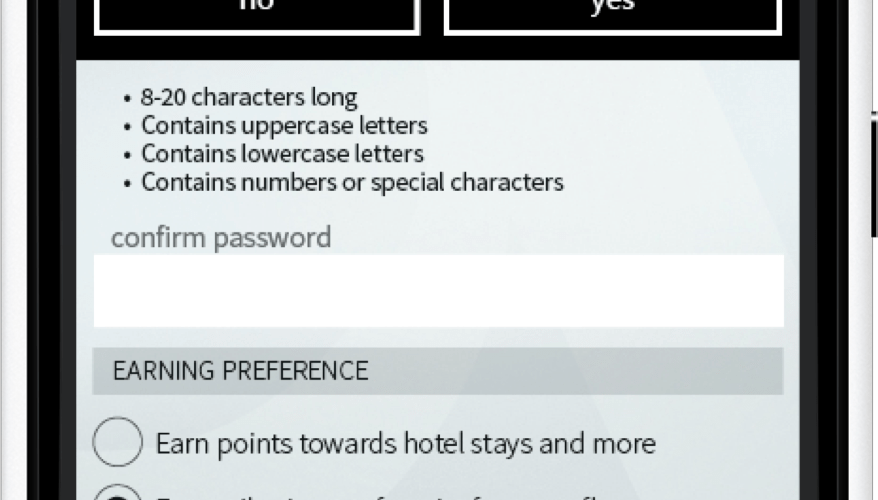 no yes
• 8-20 characters long
• Contains uppercase letters
• Contains lowercase letters
• Contains numbers or special characters
confirm password
EARNING PREFERENCE
Earn points towards hotel stays and more